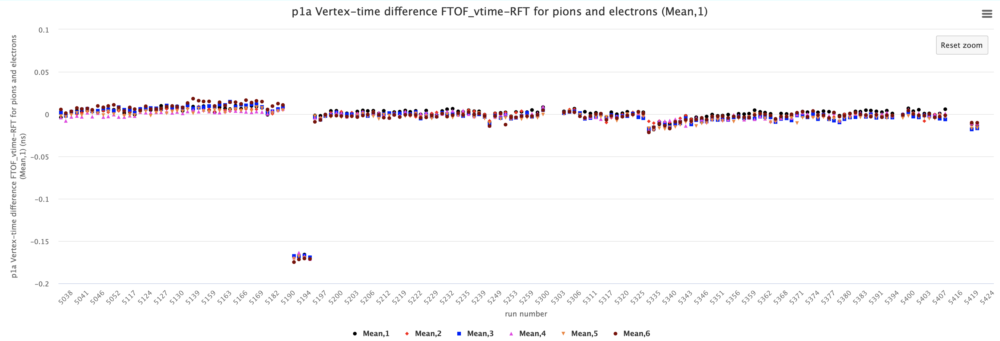 p1a Vertex-time difference FTOF_vtime-RFT for pions and electrons (Mean,1)
Reset zoom
p1a Vertex-time difference FTOF_vtime-RFT for pions and electrons
(Mean,1) (ns)
0.1
0.05
0
-0.05
-0.1
-0.15
-0.2
5038 5041 5046 5052 5117 5124 5127 5130 5139 5159 5163 5166 5169 5182 5190 5194 5197 5200 5203 5206 5212 5219 5222 5229 5232 5235 5239 5249 5253 5259 5300 5303 5306 5311 5317 5320 5325 5335 5340 5343 5346 5351 5356 5359 5362 5368 5371 5374 5377 5380 5383 5391 5394 5400 5403 5407 5416 5419 5424
run number
Mean,1 Mean,2 Mean,3 Mean,4 Mean,5 Mean,6